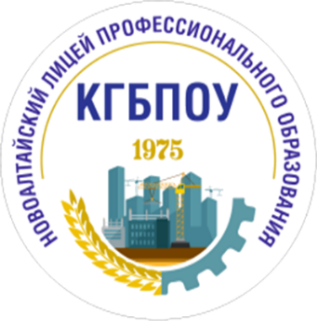 НОВОАЛТАЙСКИЙ ЛИЦЕЙ ПРОФЕССИОНАЛЬНОГО ОБРАЗОВАНИЯ
КГБПОУ
1975